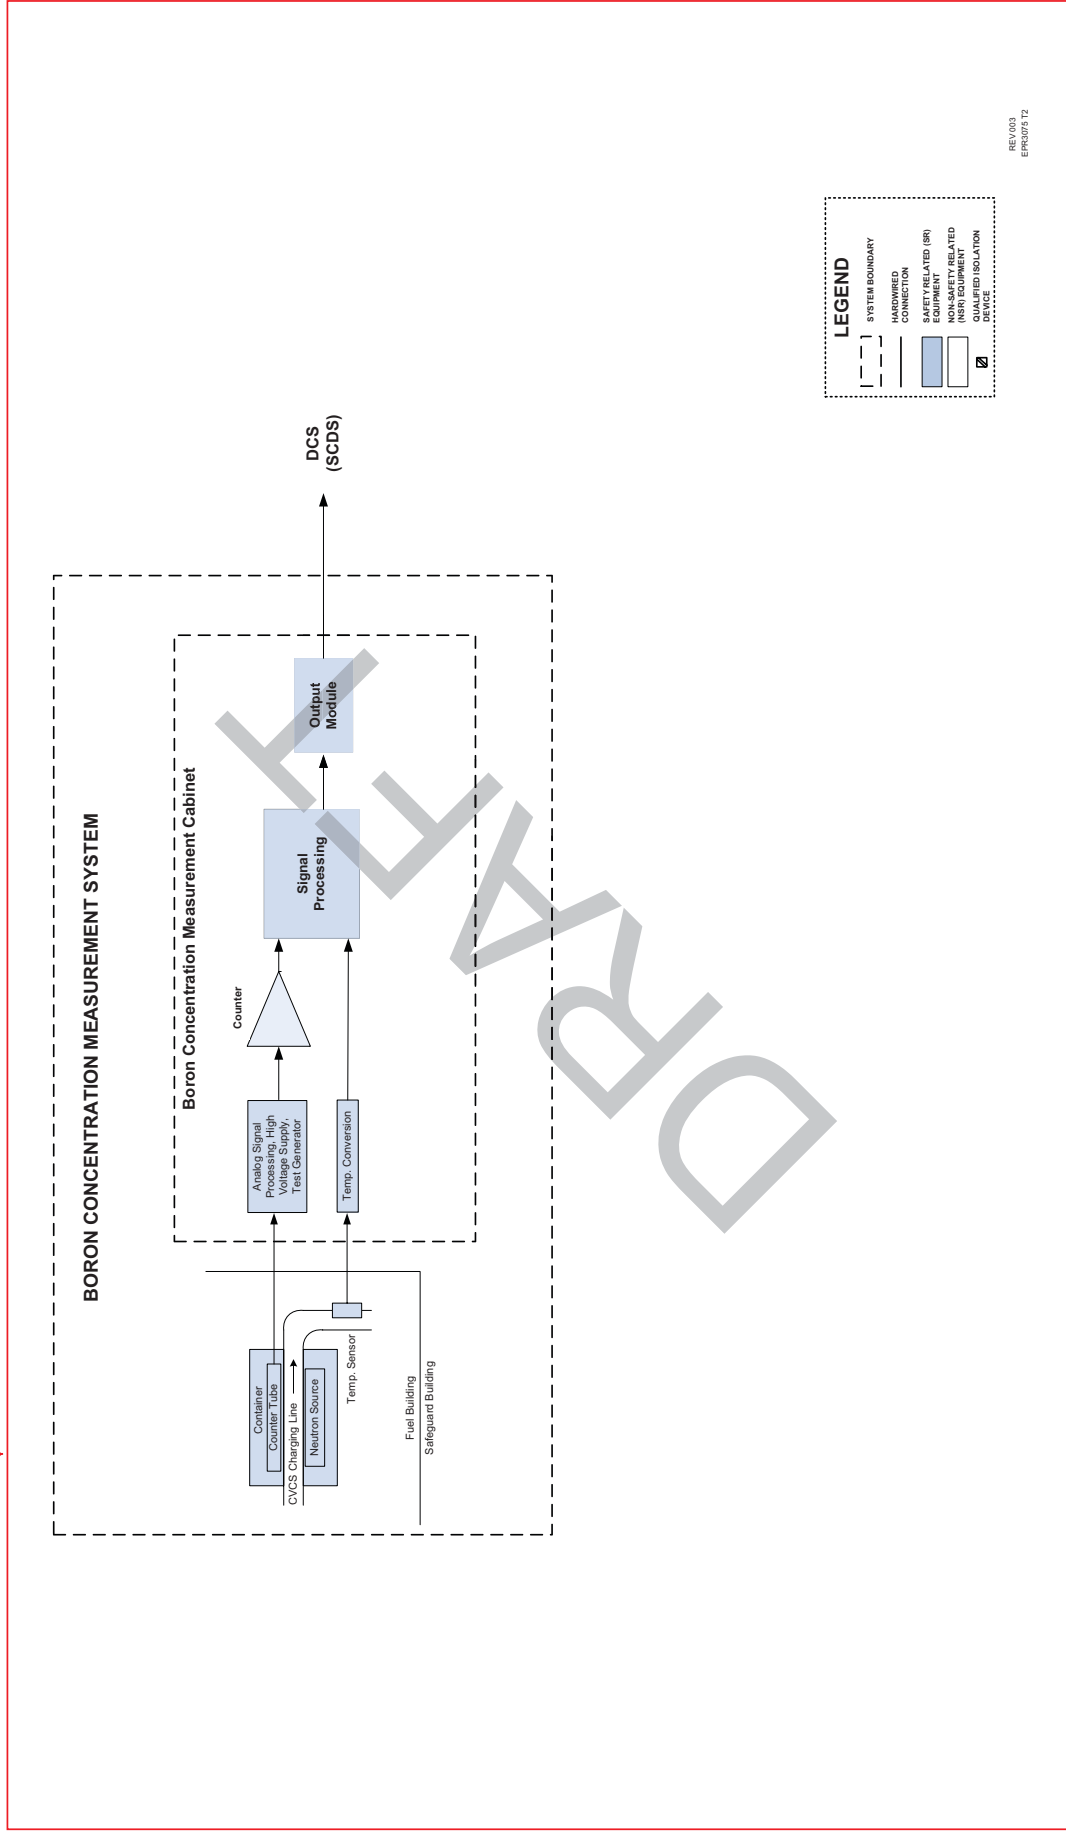 BORON CONCENTRATION MEASUREMENT SYSTEM
Boron Concentration Measurement Cabinet
Container
Counter Tube
CVCS Charging Line
Neutron Source
Temp. Sensor
Fuel Building
Safeguard Building
Analog Signal
Processing, High
Voltage Supply,
Test Generator
Temp. Conversion
Counter
Signal
Processing
Output
Module
DCS
(SCDS)
DRAFT
LEGEND
SYSTEM BOUNDARY
HARDWIRED
CONNECTION
SAFETY RELATED (SR)
EQUIPMENT
NON-SAFETY RELATED
(NSR) EQUIPMENT
QUALIFIED ISOLATION
DEVICE
REV 003
EPR3075 T2